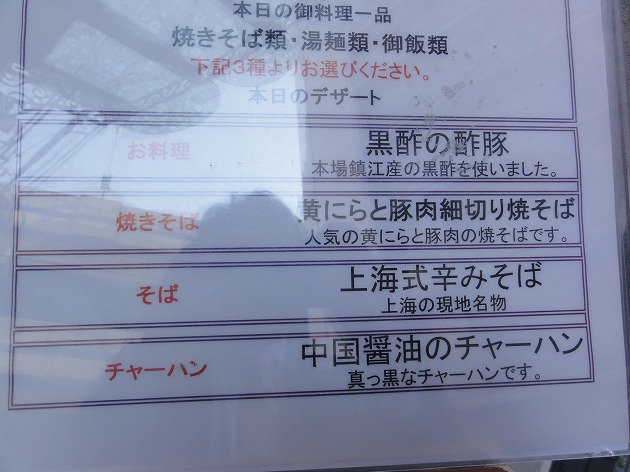 本日の御料理一品
焼きそば類・湯麺類・御飯類
下記3種よりお選びください。
本日のデザート
お料理
黒酢の酢豚
本場鎮江産の黒酢を使いました。
焼きそば
黄にらと豚肉細切り焼そば
人気の黄にらと豚肉の焼そばです。
そば
上海式辛みそば
上海の現地名物
チャーハン
中国醤油のチャーハン
真っ黒なチャーハンです。